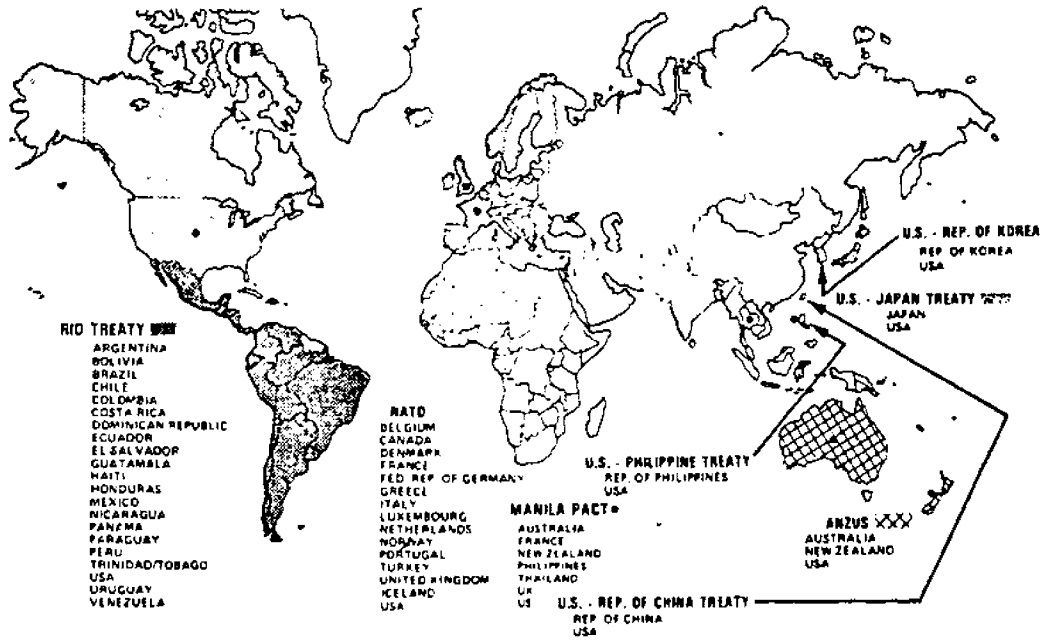 RIO TREATY
ARGENTINA
BOLIVIA
BRAZIL
CHILE
COLOMBIA
COSTA RICA
DOMINICAN REPUBLIC
ECUADOR
EL SALVADOR
GUATAMALA
HAITI
HONDURAS
MEXICO
NICARAGUA
PANAMA
PARAGUAY
PERU
TRINIDAD/TOBAGO
USA
URUGUAY
VENEZUELA
NATO
BELGIUM
CANADA
DENMARK
FRANCE
FED REP OF GERMANY
GREECE
ITALY
LUXEMBOURG
NETHERLANDS
NORWAY
PORTUGAL
TURKEY
UNITED KINGDOM
ICELAND
USA
MANILA PACT
AUSTRALIA
FRANCE
NEW ZEALAND
PHILIPPINES
THAILAND
UK
US
U.S. - REP. OF KOREA
REP OF KOREA
USA
U.S. - JAPAN TREATY
JAPAN
USA
U.S. - PHILIPPINE TREATY
REP. OF PHILIPPINES
USA
ANZUS
AUSTRALIA
NEW ZEALAND
USA
U.S. - REP. OF CHINA TREATY
REP OF CHINA
USA